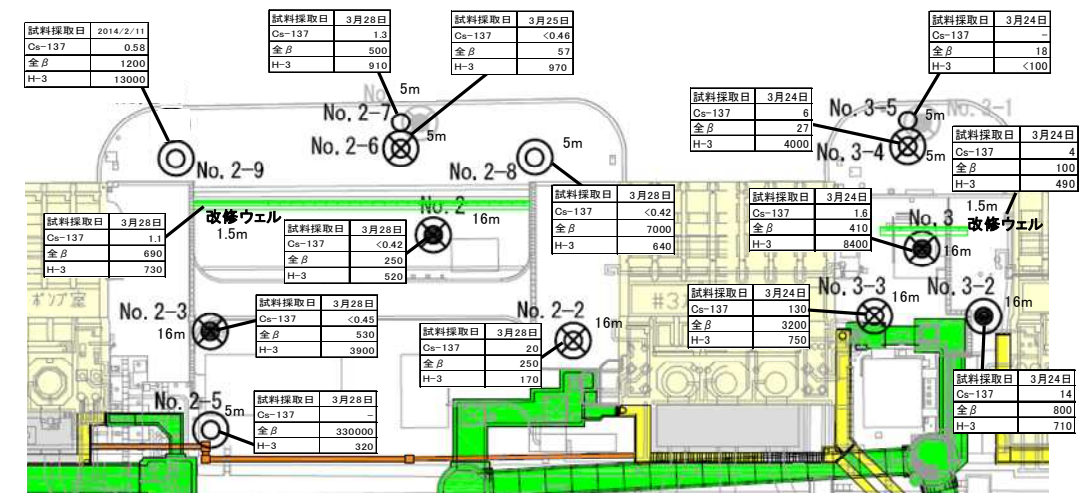 試料採取日 2014/2/11
Cs-137 0.58
全β 1200
H-3 13000
試料採取日 3月28日
Cs-137 1.3
全β 500
H-3 910
試料採取日 3月25日
Cs-137 <0.46
全β 57
H-3 970
試料採取日 3月24日
Cs-137 −
全β 18
H-3 <100
No 5m
No. 2-7
5m
No. 2-6
5m
No. 2-8
No. 2-9
試料採取日 3月24日
Cs-137 6
全β 27
H-3 4000
No. 3-5 5m
No. 3-1
No. 3-4 5m
試料採取日 3月24日
Cs-137 4
全β 100
H-3 490
1.5m
改修ウェル
試料採取日 3月28日
Cs-137 1.1
全β 690
H-3 730
改修ウェル
1.5m
試料採取日 3月28日
Cs-137 <0.42
全β 250
H-3 520
No. 2
16m
試料採取日 3月28日
Cs-137 <0.42
全β 7000
H-3 640
試料採取日 3月24日
Cs-137 1.6
全β 410
H-3 8400
No. 3
16m
ポンプ室
No. 2-3
16m
試料採取日 3月28日
Cs-137 <0.45
全β 530
H-3 3900
No. 2-2
16m
試料採取日 3月28日
Cs-137 20
全β 250
H-3 170
#3
試料採取日 3月24日
Cs-137 130
全β 3200
H-3 750
No. 3-3
16m
No. 3-2
16m
試料採取日 3月24日
Cs-137 14
全β 800
H-3 710
No. 2-5
5m
試料採取日 3月28日
Cs-137 −
全β 330000
H-3 320